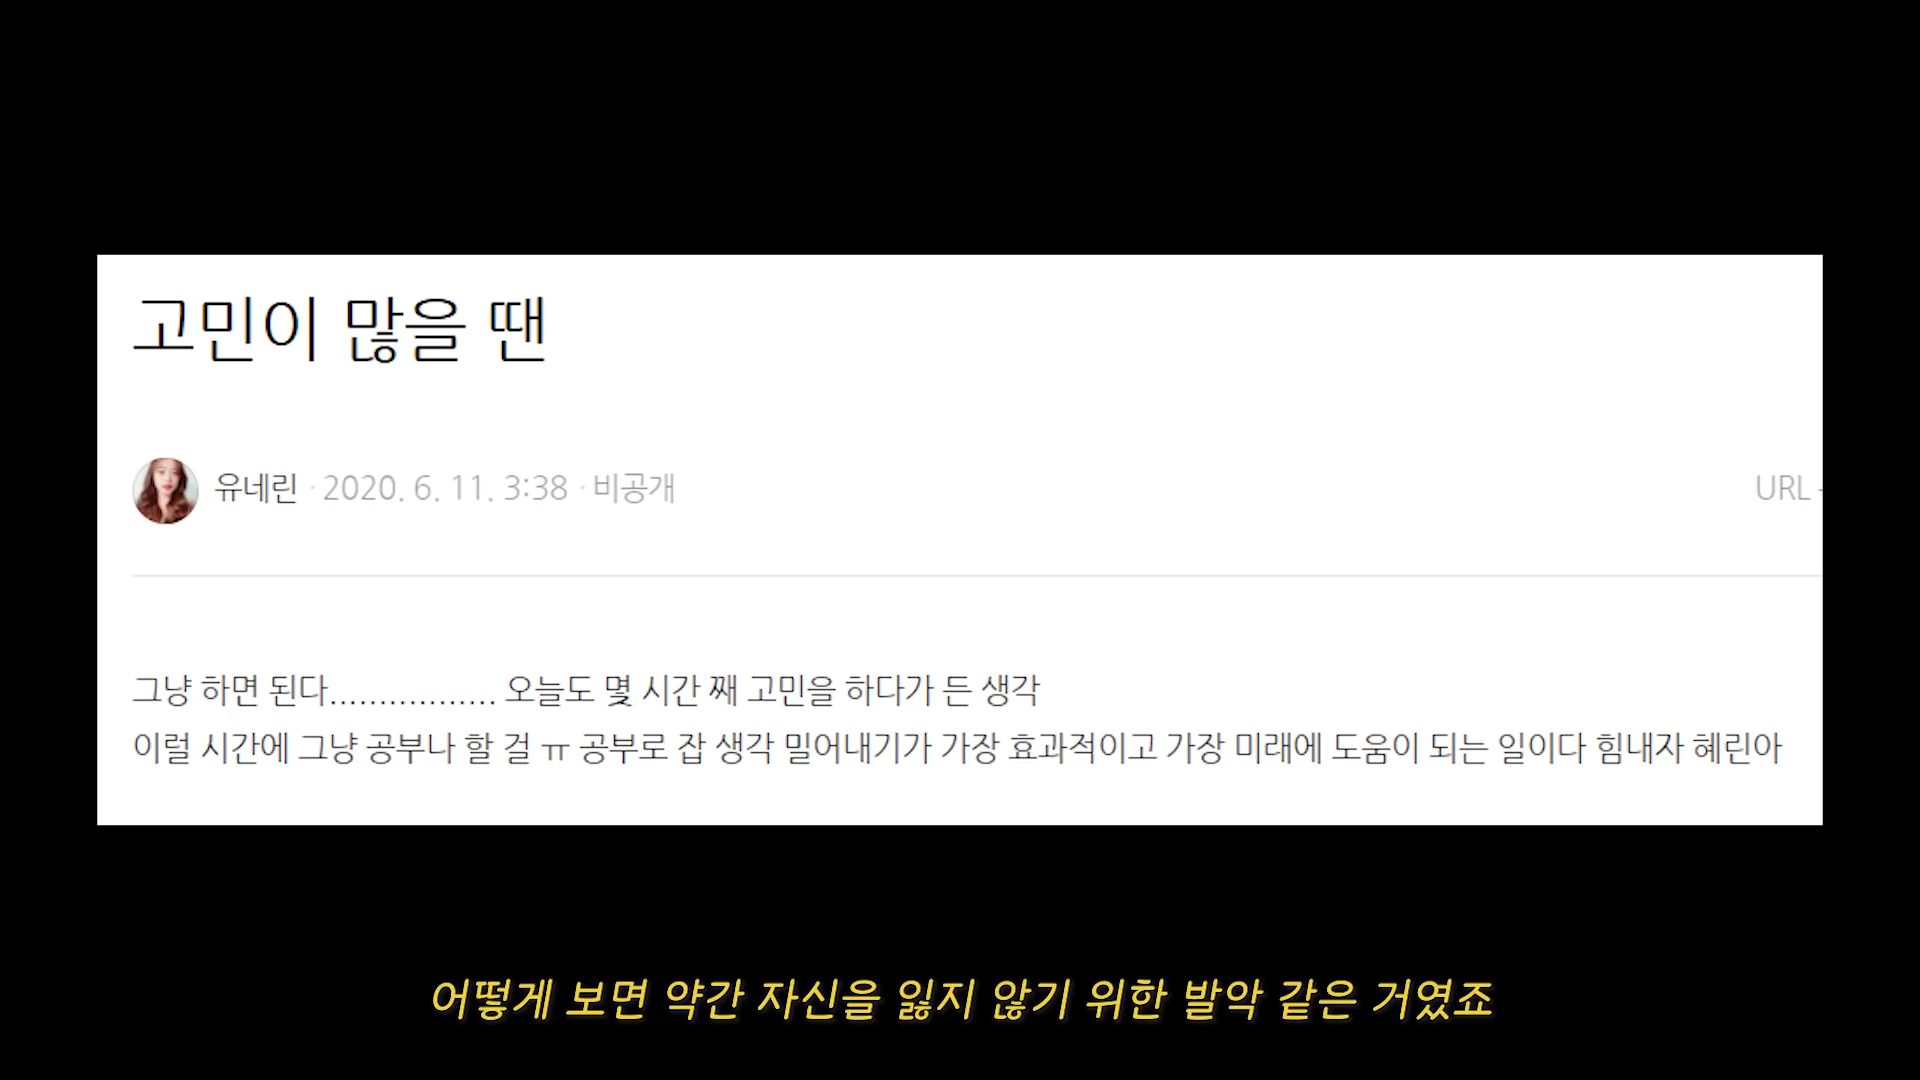 고민이 많을 땐
유네린 · 2020. 6. 11. 3:38 · 비공개
URL
그냥 하면 된다................. 오늘도 몇 시간 째 고민을 하다가 든 생각
이럴 시간에 그냥 공부나 할 걸 ㅠ 공부로 잡 생각 밀어내기가 가장 효과적이고 가장 미래에 도움이 되는 일이다 힘내자 혜린아
어떻게 보면 약간 자신을 잃지 않기 위한 발악 같은 거였죠